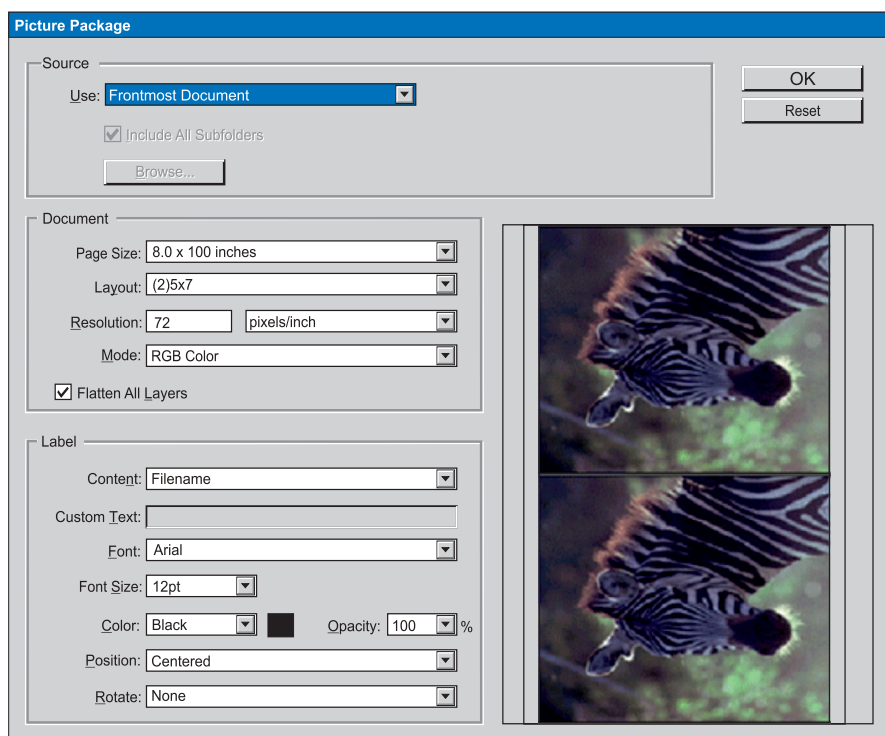 Picture Package
Source
Use: Frontmost Document
Include All Subfolders
Browse...
OK
Reset
Document
Page Size: 8.0 x 100 inches
Layout: (2)5x7
Resolution: 72 pixels/inch
Mode: RGB Color
Flatten All Layers
Label
Content: Filename
Custom Text:
Font: Arial
Font Size: 12pt
Color: Black Opacity: 100 %
Position: Centered
Rotate: None